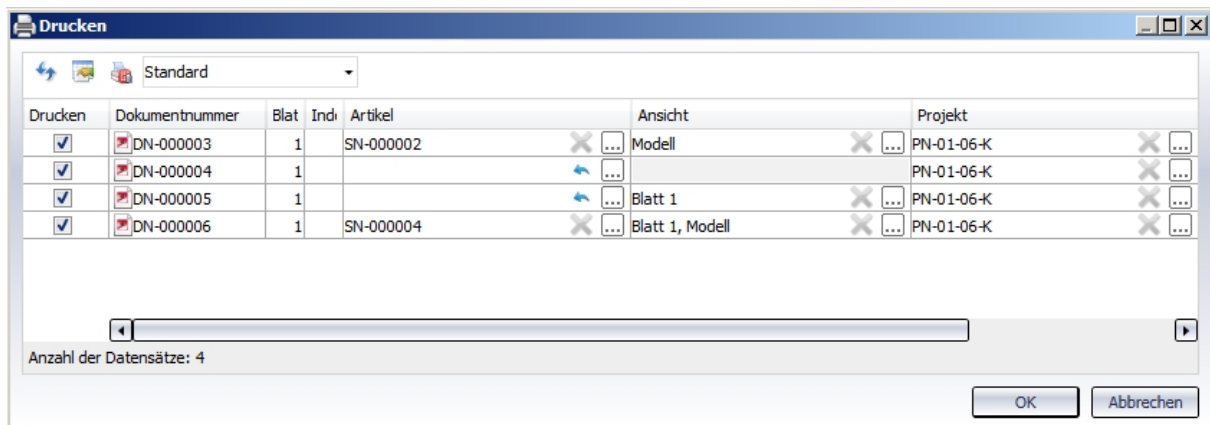 Drucken
Standard
Drucken Dokumentnummer Blat Ind Artikel Ansicht Projekt
DN-000003 1 SN-000002 ... Modell ... PN-01-06-K ...
DN-000004 1 ... PN-01-06-K ...
DN-000005 1 ... Blatt 1 ... PN-01-06-K ...
DN-000006 1 SN-000004 ... Blatt 1, Modell ... PN-01-06-K ...
Anzahl der Datensätze: 4
OK Abbrechen